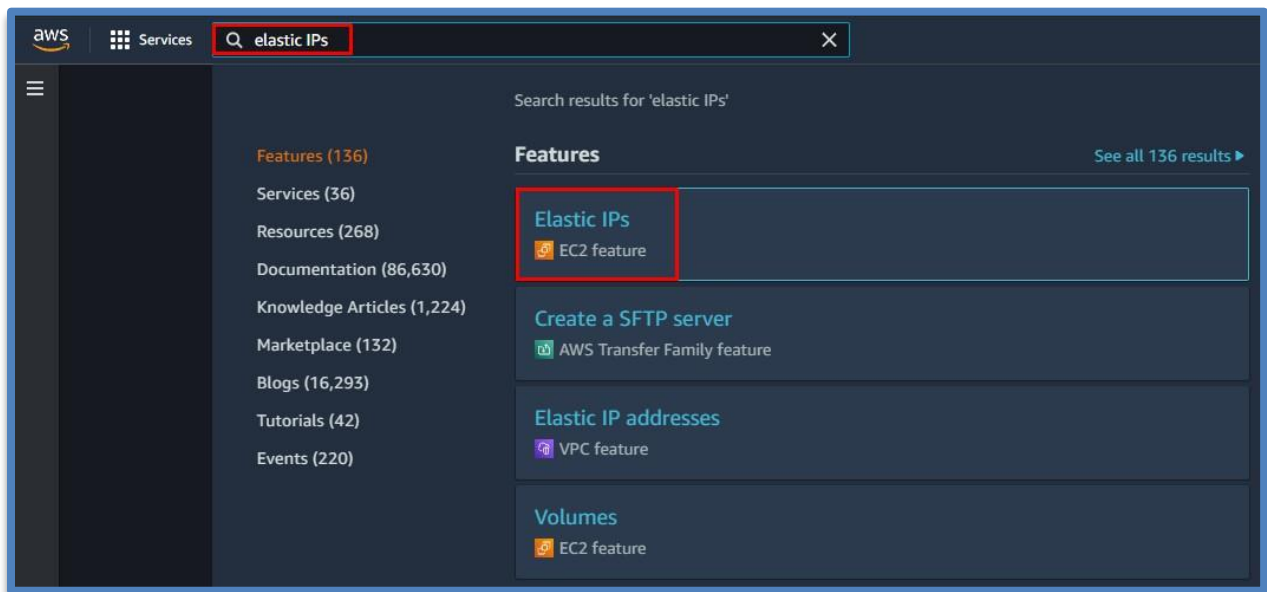 aws
Services
elastic IPs
Search results for 'elastic IPs'
Features (136)
Services (36)
Resources (268)
Documentation (86,630)
Knowledge Articles (1,224)
Marketplace (132)
Blogs (16,293)
Tutorials (42)
Events (220)
Features
See all 136 results
Elastic IPs
EC2 feature
Create a SFTP server
AWS Transfer Family feature
Elastic IP addresses
VPC feature
Volumes
EC2 feature